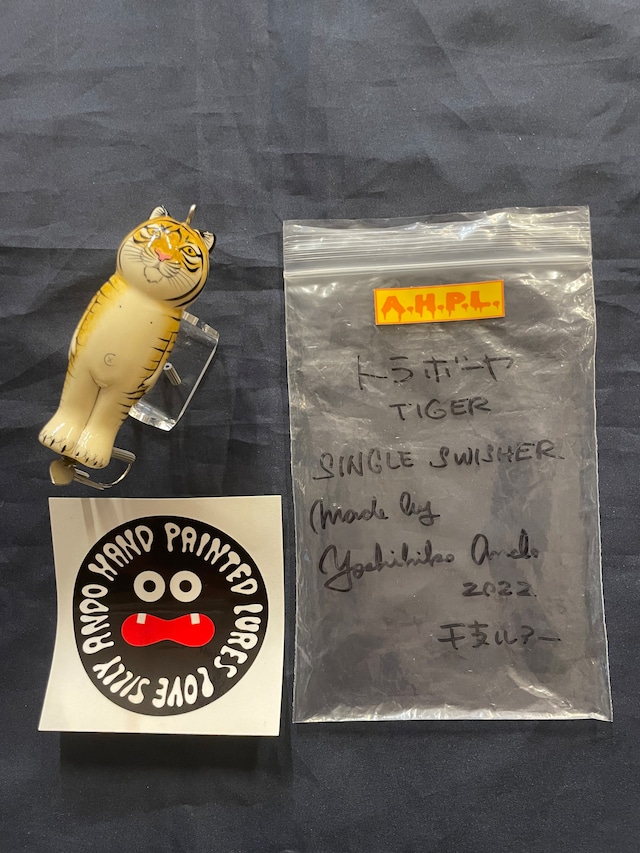 A.H.P.L.
トラボーヤ
TIGER
SINGLE SWISHER.
Made by
Yoshihiko Ando
2022.
干支ルアー
ANDO HAND PAINTED LURES LOVE SILLY